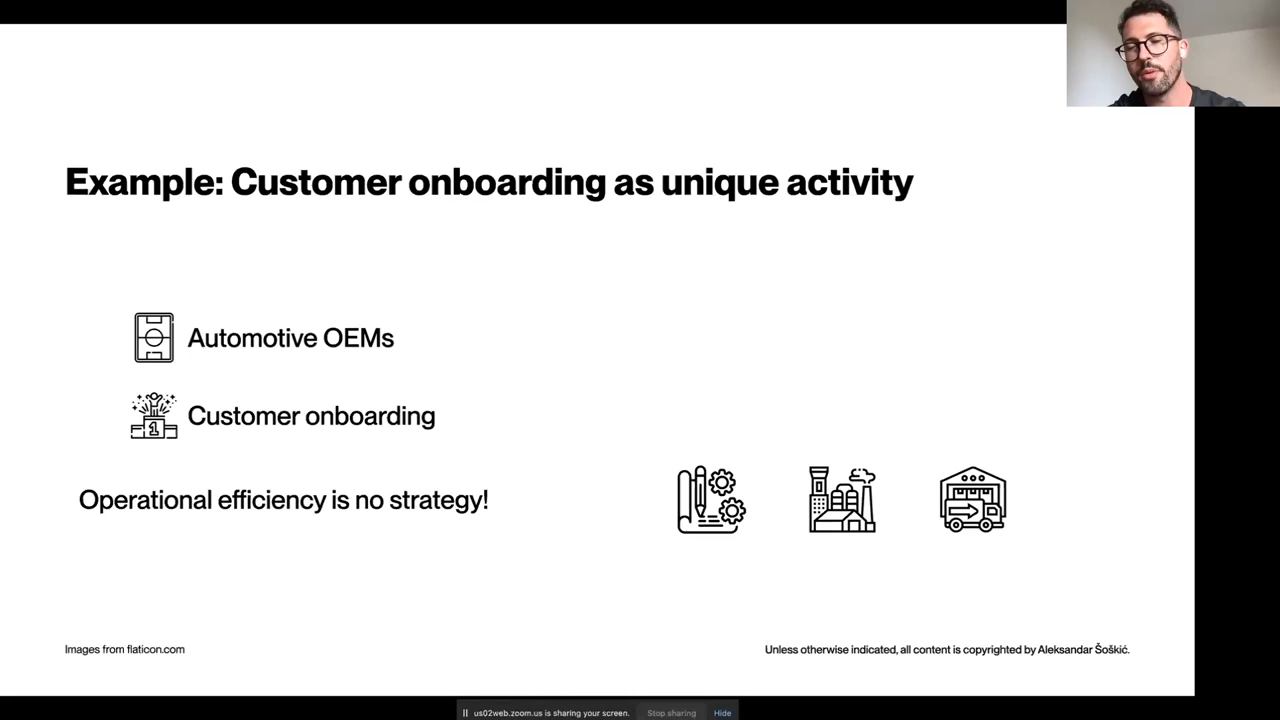 Example: Customer onboarding as unique activity
Automotive OEMs
1
Customer onboarding
Operational efficiency is no strategy!
Images from flaticon.com
Unless otherwise indicated, all content is copyrighted by Aleksandar Šoškić.
us02web.zoom.us is sharing your screen. Stop sharing Hide